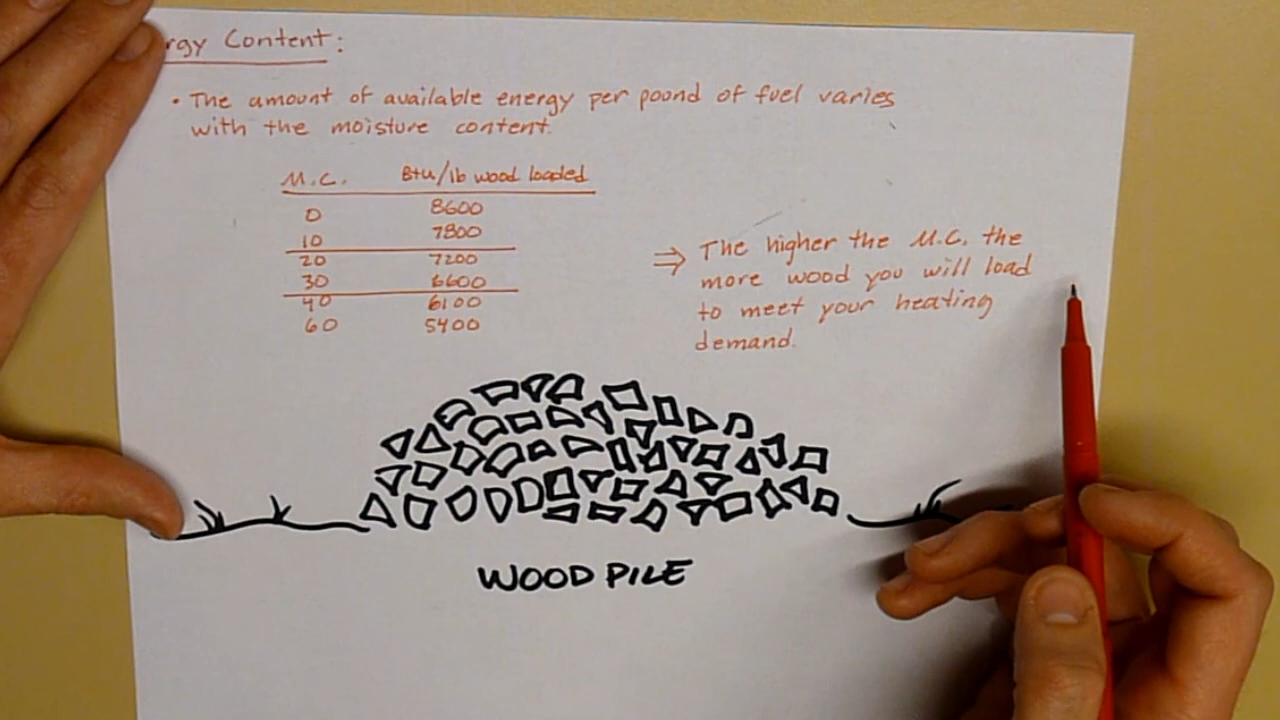 rgy Content:
• The amount of available energy per pound of fuel varies
with the moisture content.
M.C. Btu/lb wood loaded
0 8600
10 7800
20 7200
30 6600
40 6100
60 5400
⇒ The higher the M.C. the
more wood you will load
to meet your heating
demand.
WOOD PILE